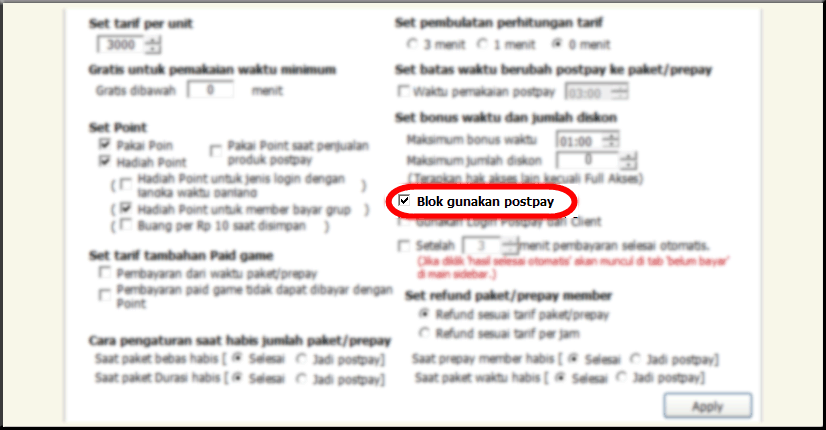 Set tarif per unit
3000
Gratis untuk pemakaian waktu minimum
Gratis dibawah 0 menit
Set Point
Pakai Poin
Hadiah Point
Pakai Point saat penjualan
produk postpay
( Hadiah Point untuk jenis login dengan
jangka waktu panjang )
( Hadiah Point untuk member bayar grup )
( Buang per Rp 10 saat disimpan )
Set tarif tambahan Paid game
Pembayaran dari waktu paket/prepay
Pembayaran paid game tidak dapat dibayar dengan
Point
Cara pengaturan saat habis jumlah paket/prepay
Saat paket bebas habis [ Selesai Jadi postpay]
Saat paket Durasi habis [ Selesai Jadi postpay]
Set pembulatan perhitungan tarif
3 menit 1 menit 0 menit
Set batas waktu berubah postpay ke paket/prepay
Waktu pemakaian postpay 03:00
Set bonus waktu dan jumlah diskon
Maksimum bonus waktu 01:00
Maksimum jumlah diskon 0
(Terapkan hak akses lain kecuali Full Akses)
Blok gunakan postpay
Gunakan Login Postpay dari Client
Setelah 3 menit pembayaran selesai otomatis.
(Jika diklik 'hasil selesai otomatis' akan muncul di tab 'belum bayar'
di main sidebar.)
Set refund paket/prepay member
Refund sesuai tarif paket/prepay
Refund sesuai tarif per jam
Saat prepay member habis [ Selesai Jadi postpay]
Saat paket waktu habis [ Selesai Jadi postpay]
Apply